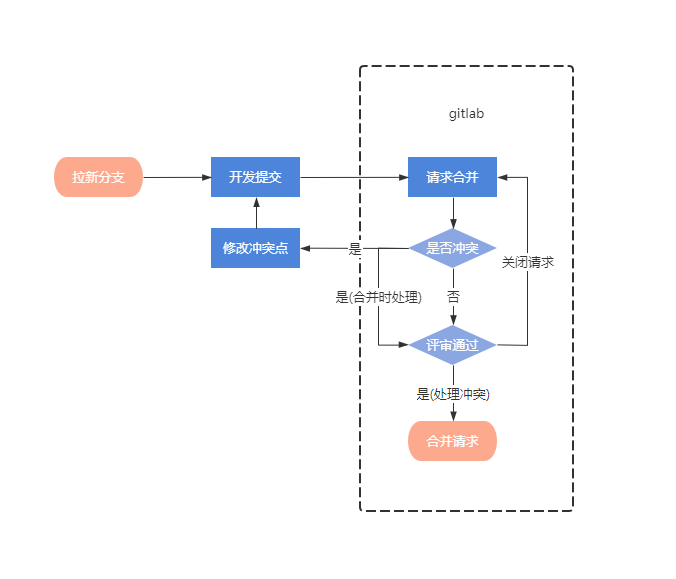 gitlab
拉新分支
开发提交
请求合并
修改冲突点
是
是否冲突
关闭请求
是(合并时处理)
否
评审通过
是(处理冲突)
合并请求